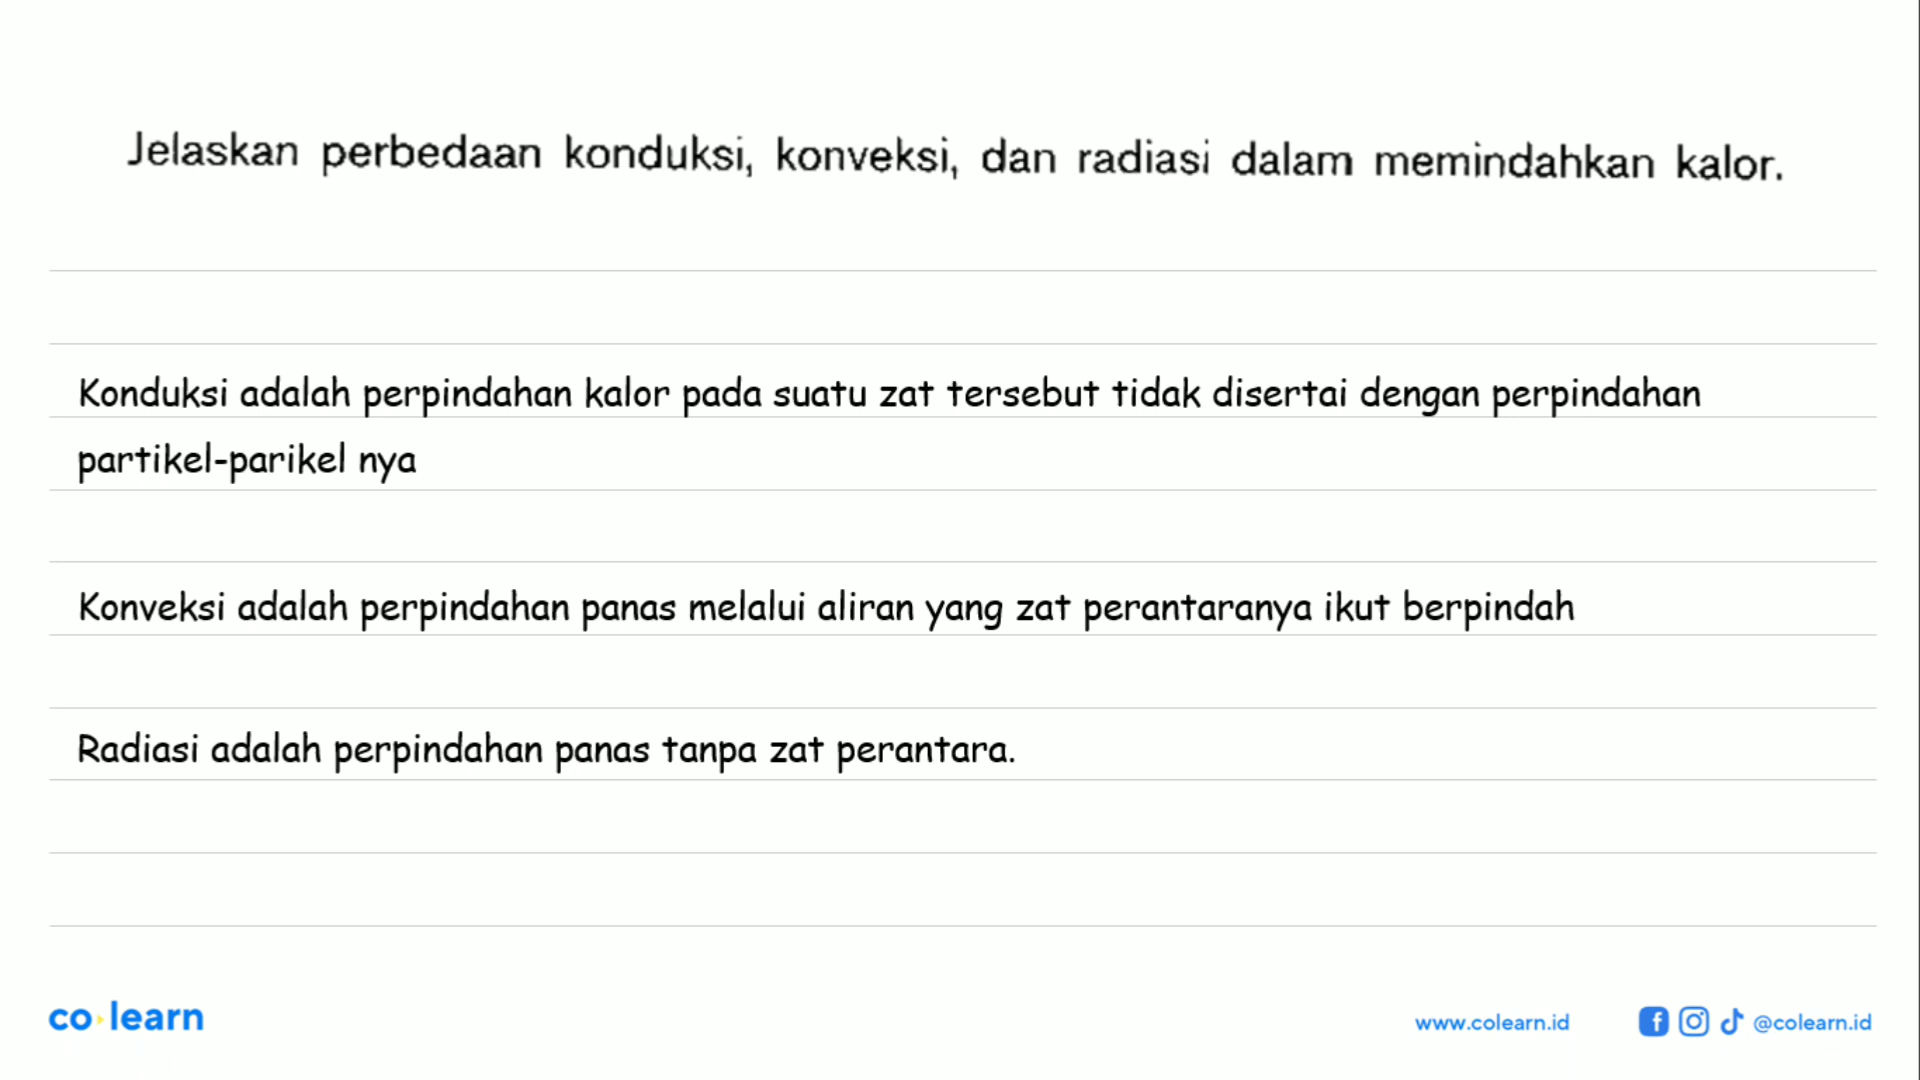 Jelaskan perbedaan konduksi, konveksi, dan radiasi dalam memindahkan kalor.
Konduksi adalah perpindahan kalor pada suatu zat tersebut tidak disertai dengan perpindahan
partikel-parikel nya
Konveksi adalah perpindahan panas melalui aliran yang zat perantaranya ikut berpindah
Radiasi adalah perpindahan panas tanpa zat perantara.
co learn
www.colearn.id
@colearn.id